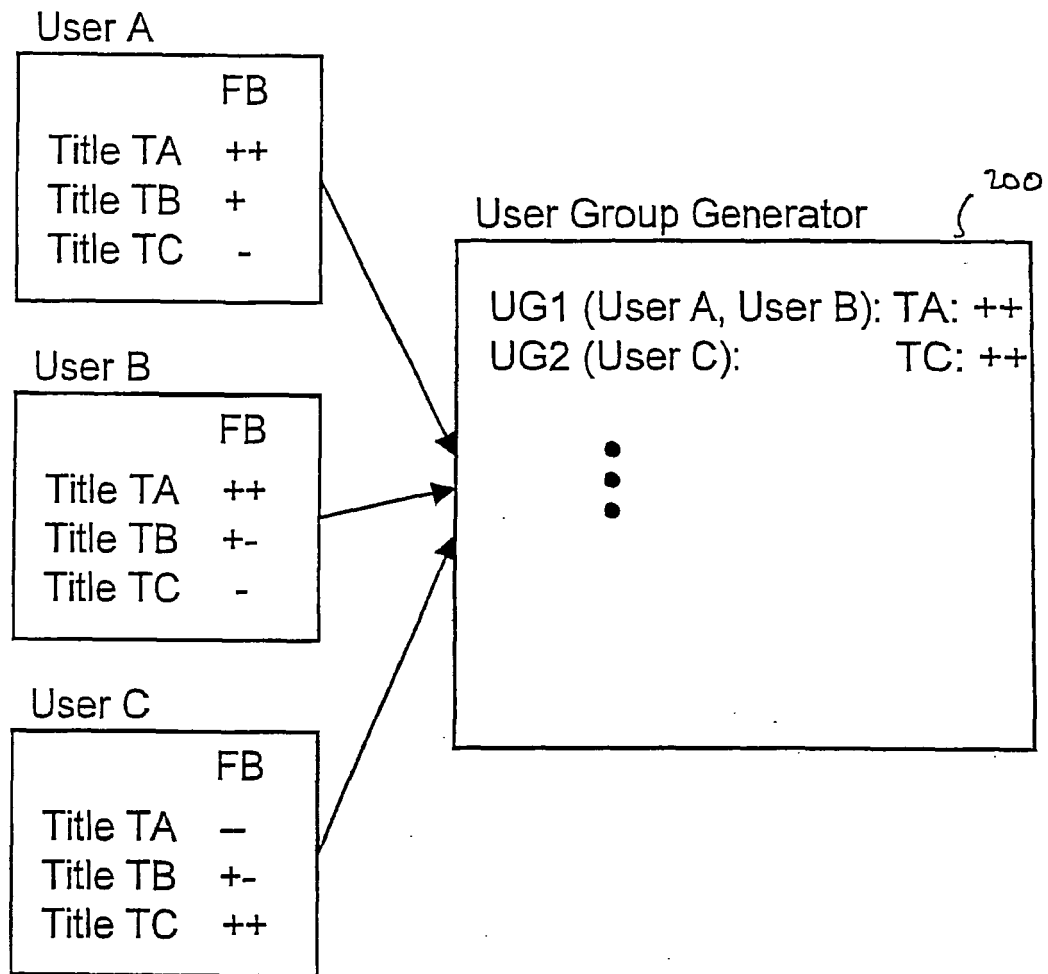 User A
FB
Title TA ++
Title TB +
Title TC -
User B
FB
Title TA ++
Title TB +-
Title TC -
User C
FB
Title TA --
Title TB +-
Title TC ++
User Group Generator
200
UG1 (User A, User B): TA: ++
UG2 (User C): TC: ++